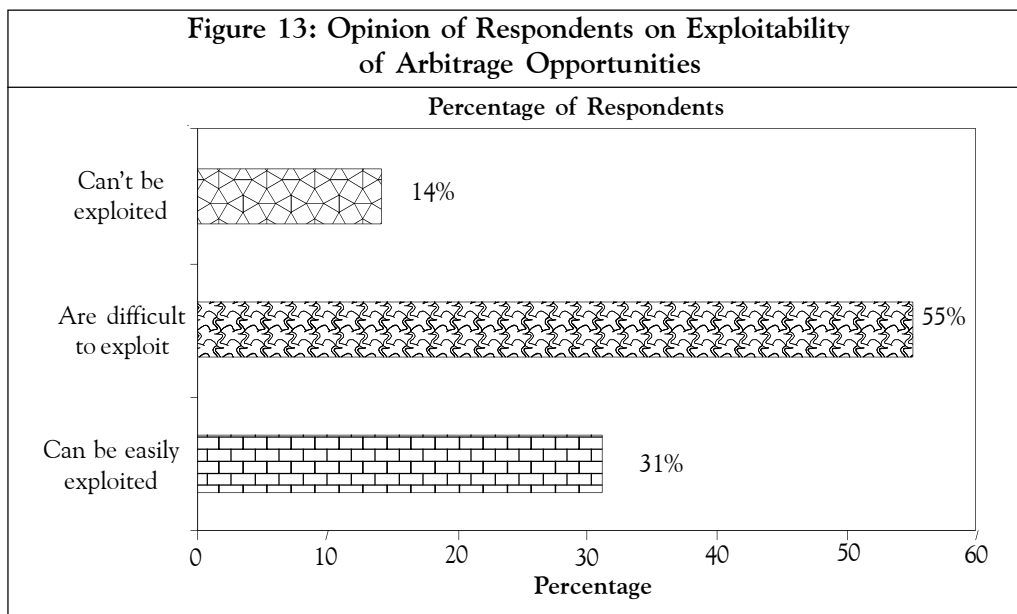 Figure 13: Opinion of Respondents on Exploitability
of Arbitrage Opportunities
Percentage of Respondents
Can't be
exploited
14%
Are difficult
to exploit
55%
Can be easily
exploited
31%
0 10 20 30 40 50 60
Percentage